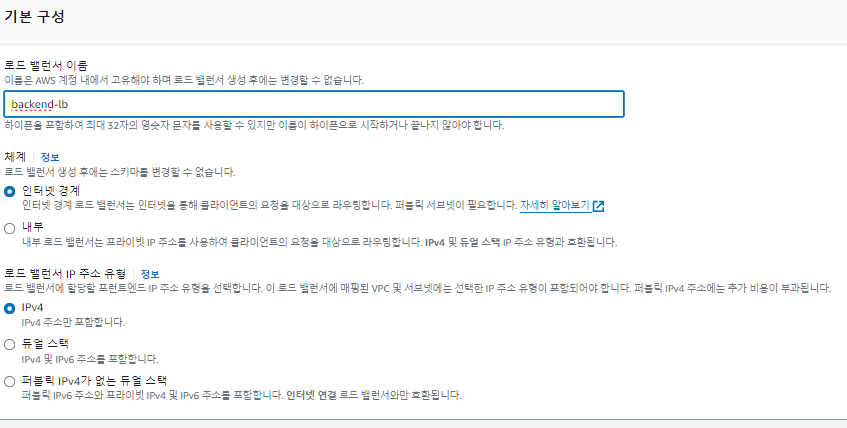 기본 구성
로드 밸런서 이름
이름은 AWS 계정 내에서 고유해야 하며 로드 밸런서 생성 후에는 변경할 수 없습니다.
backend-lb
하이픈을 포함하여 최대 32자의 영숫자 문자를 사용할 수 있지만 이름이 하이픈으로 시작하거나 끝나지 않아야 합니다.
체계 정보
로드 밸런서 생성 후에는 스키마를 변경할 수 없습니다.
인터넷 경계
인터넷 경계 로드 밸런서는 인터넷을 통해 클라이언트의 요청을 대상으로 라우팅합니다. 퍼블릭 서브넷이 필요합니다. 자세히 알아보기
내부
내부 로드 밸런서는 프라이빗 IP 주소를 사용하여 클라이언트의 요청을 대상으로 라우팅합니다. IPv4 및 듀얼 스택 IP 주소 유형과 호환됩니다.
로드 밸런서 IP 주소 유형 정보
로드 밸런서에 할당할 프런트엔드 IP 주소 유형을 선택합니다. 이 로드 밸런서에 매핑된 VPC 및 서브넷에는 선택한 IP 주소 유형이 포함되어야 합니다. 퍼블릭 IPv4 주소에는 추가 비용이 부과됩니다.
IPv4
IPv4 주소만 포함합니다.
듀얼 스택
IPv4 및 IPv6 주소를 포함합니다.
퍼블릭 IPv4가 없는 듀얼 스택
퍼블릭 IPv6 주소와 프라이빗 IPv4 및 IPv6 주소를 포함합니다. 인터넷 연결 로드 밸런서와만 호환됩니다.